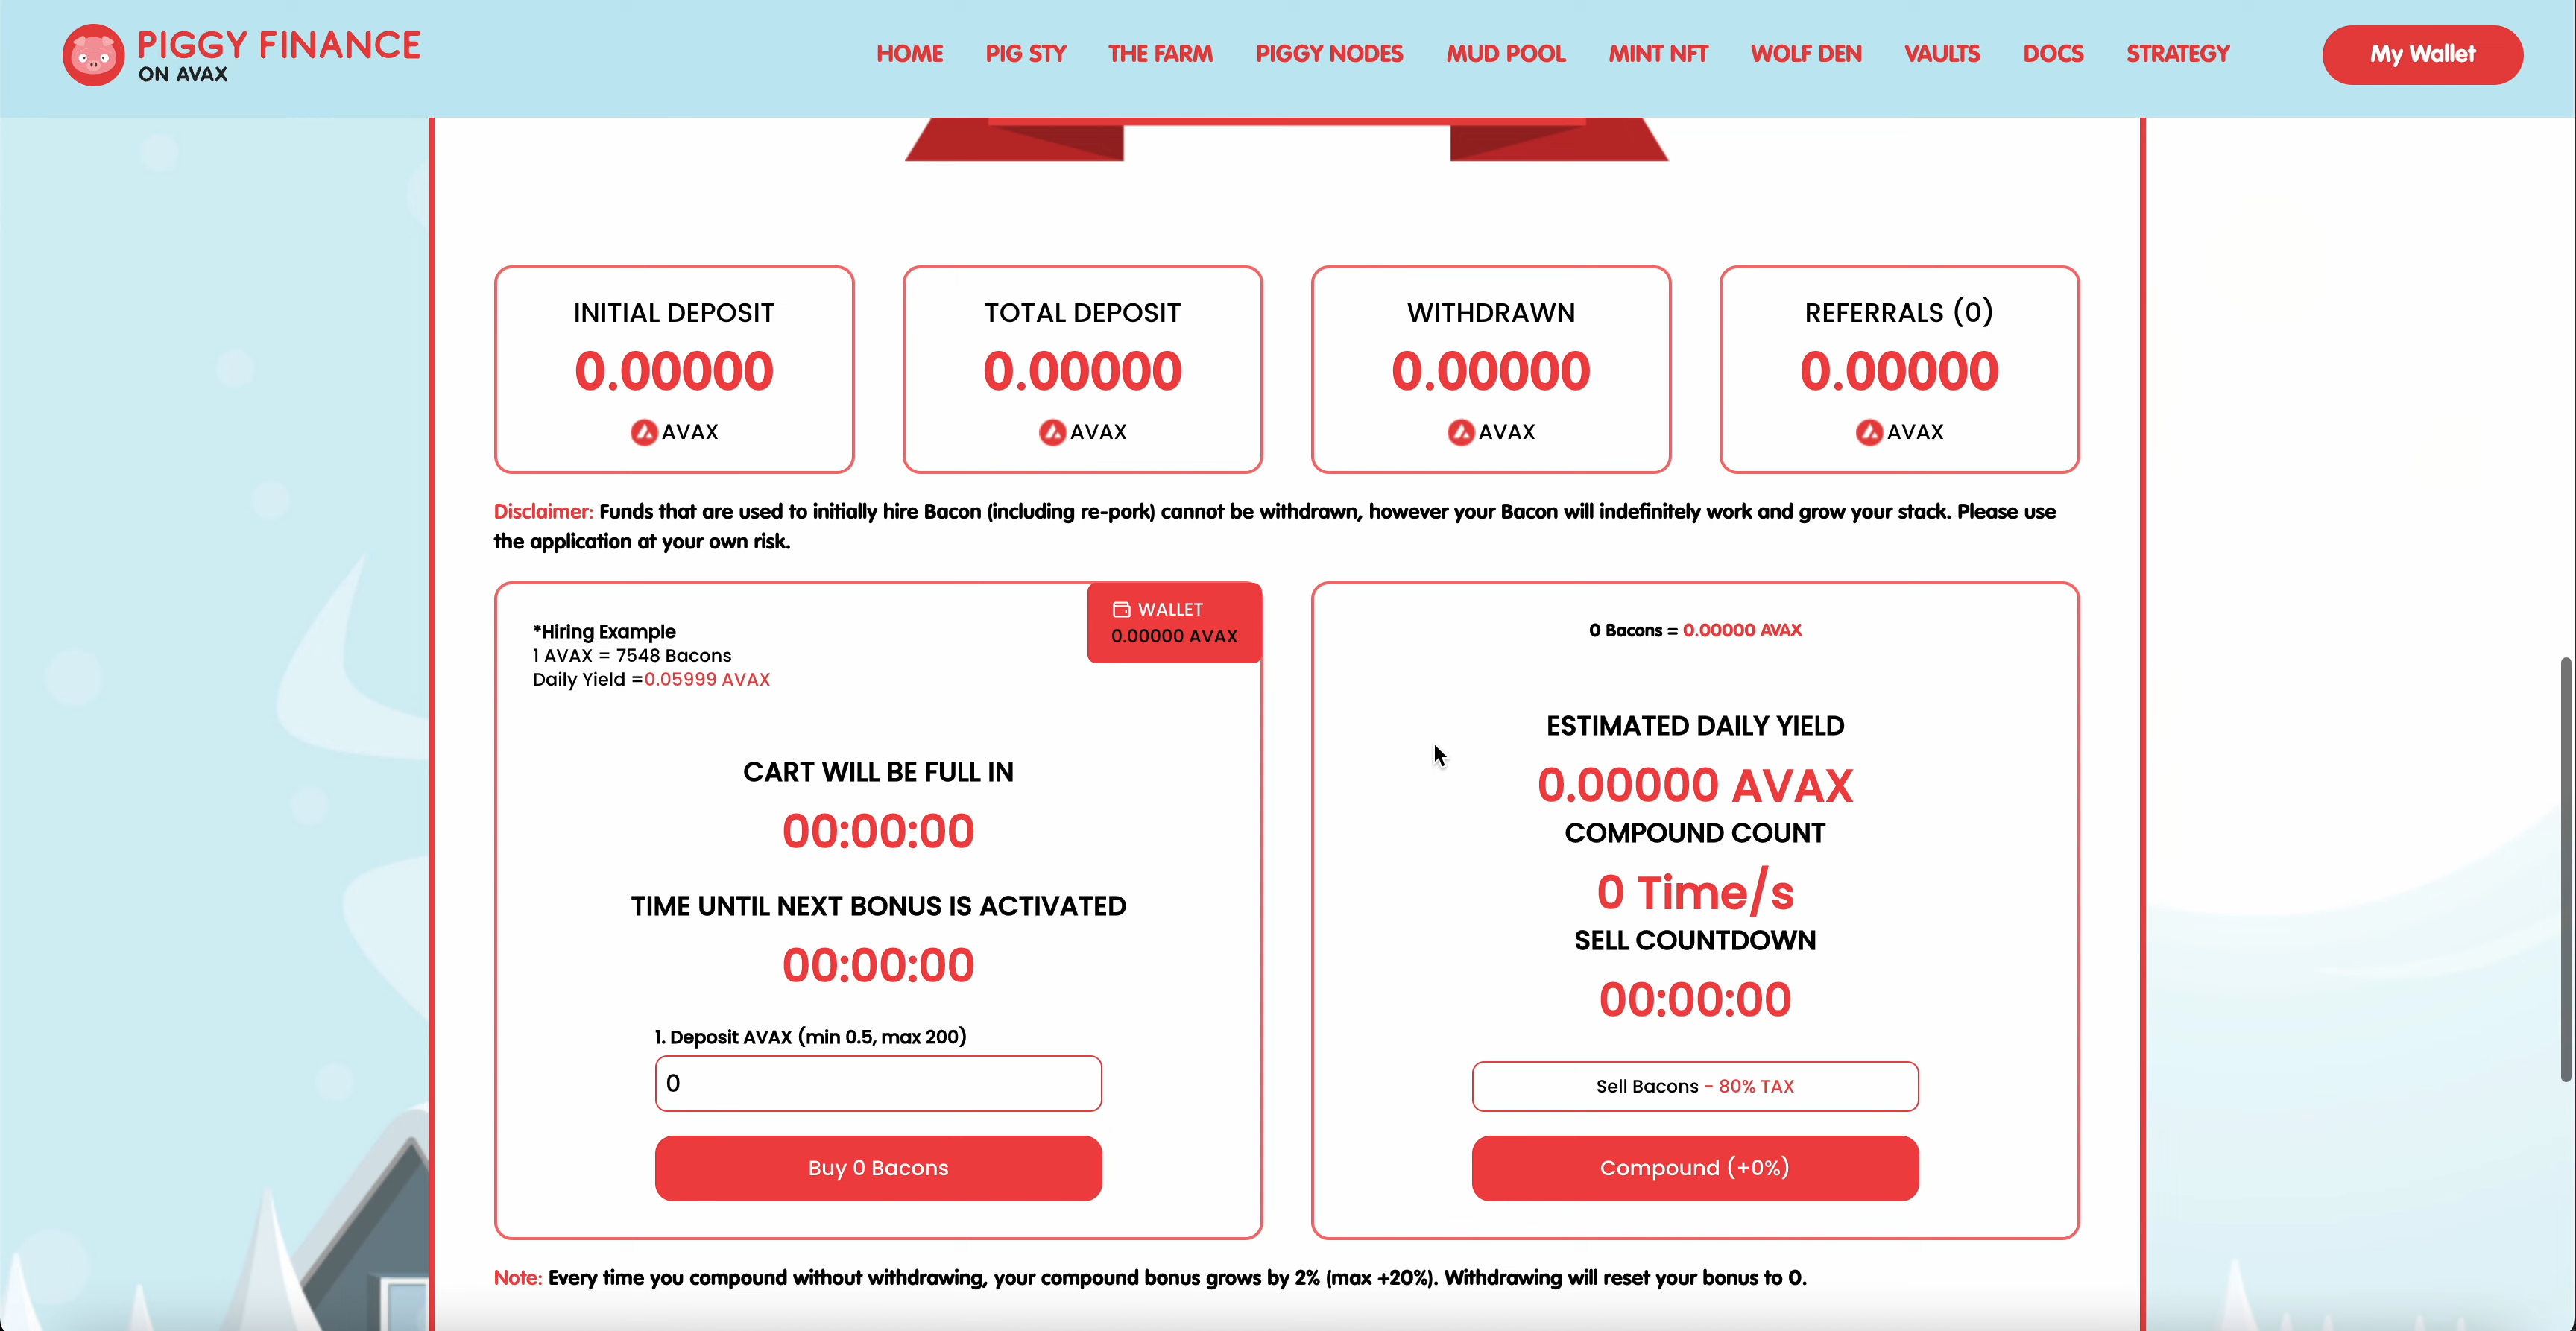 PIGGY FINANCE
ON AVAX
HOME
PIG STY
THE FARM
PIGGY NODES
MUD POOL
MINT NFT
WOLF DEN
VAULTS
DOCS
STRATEGY
My Wallet
INITIAL DEPOSIT
0.00000
AVAX
TOTAL DEPOSIT
0.00000
AVAX
WITHDRAWN
0.00000
AVAX
REFERRALS (0)
0.00000
AVAX
Disclaimer: Funds that are used to initially hire Bacon (including re-pork) cannot be withdrawn, however your Bacon will indefinitely work and grow your stack. Please use
the application at your own risk.
WALLET
0.00000 AVAX
*Hiring Example
1 AVAX = 7548 Bacons
Daily Yield =0.05999 AVAX
CART WILL BE FULL IN
00:00:00
TIME UNTIL NEXT BONUS IS ACTIVATED
00:00:00
1. Deposit AVAX (min 0.5, max 200)
0
Buy 0 Bacons
0 Bacons = 0.00000 AVAX
ESTIMATED DAILY YIELD
0.00000 AVAX
COMPOUND COUNT
0 Time/s
SELL COUNTDOWN
00:00:00
Sell Bacons - 80% TAX
Compound (+0%)
Note: Every time you compound without withdrawing, your compound bonus grows by 2% (max +20%). Withdrawing will reset your bonus to 0.